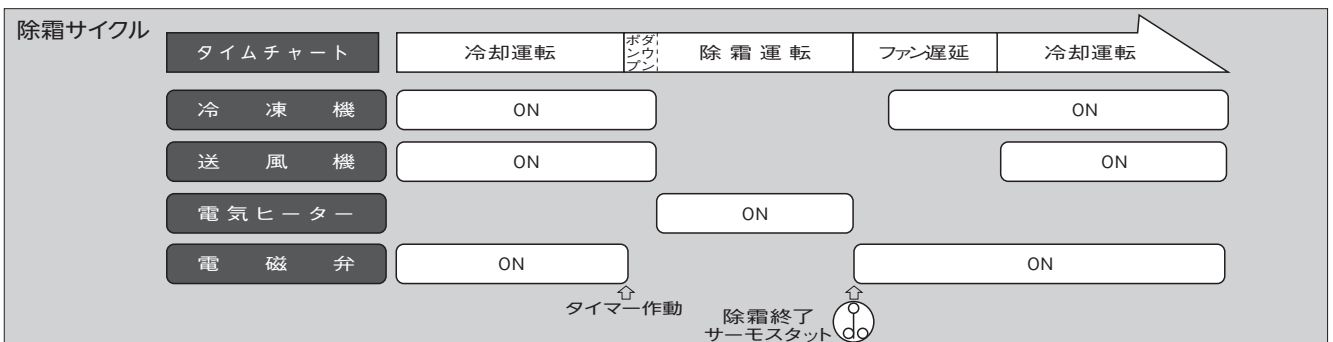 除霜サイクル
タイムチャート 冷却運転 ポンプダウン 除霜運転 ファン遅延 冷却運転
冷凍機 ON ON
送風機 ON ON
電気ヒーター ON
電磁弁 ON ON
タイマー作動
除霜終了
サーモスタット